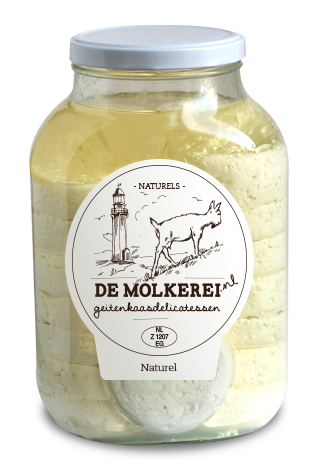 - NATURELS -
DE MOLKEREI.nl
geitenkaasdelicatessen
NL
Z 1207
EG
Naturel